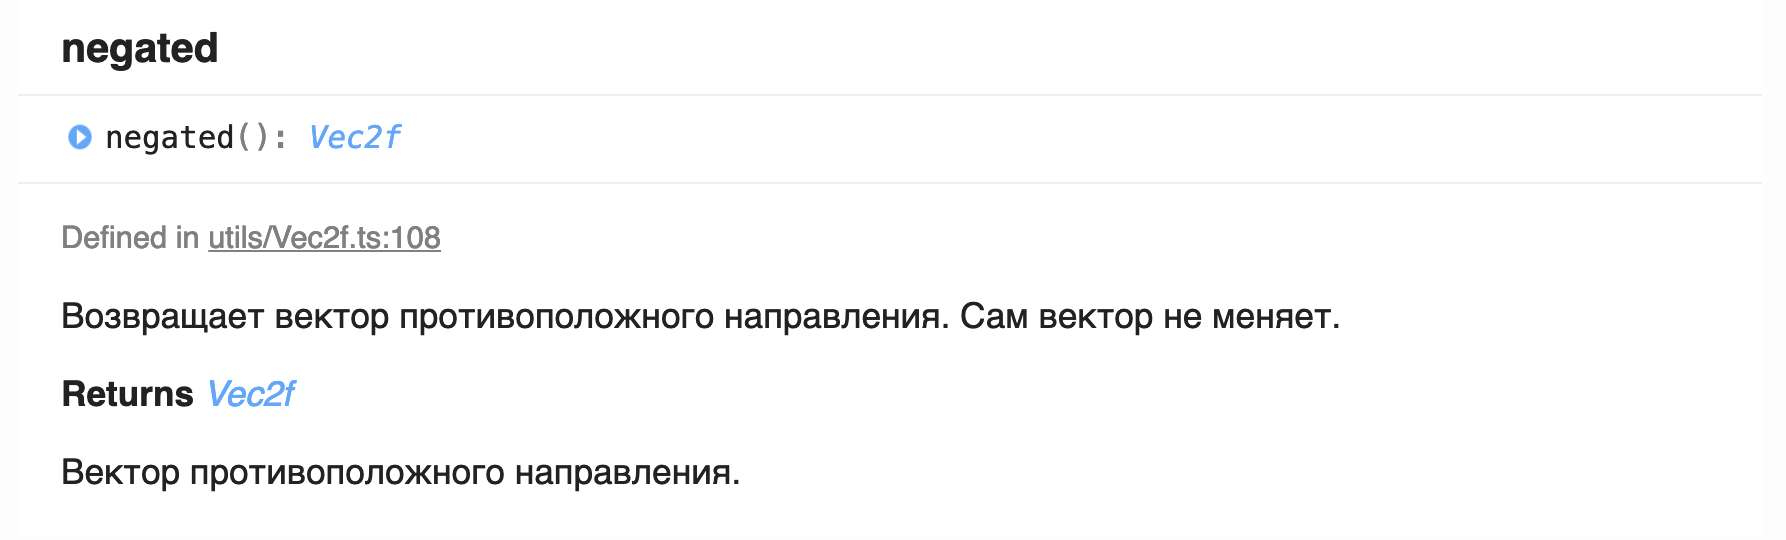 negated
negated(): Vec2f
Defined in utils/Vec2f.ts:108
Возвращает вектор противоположного направления. Сам вектор не меняет.
Returns Vec2f
Вектор противоположного направления.